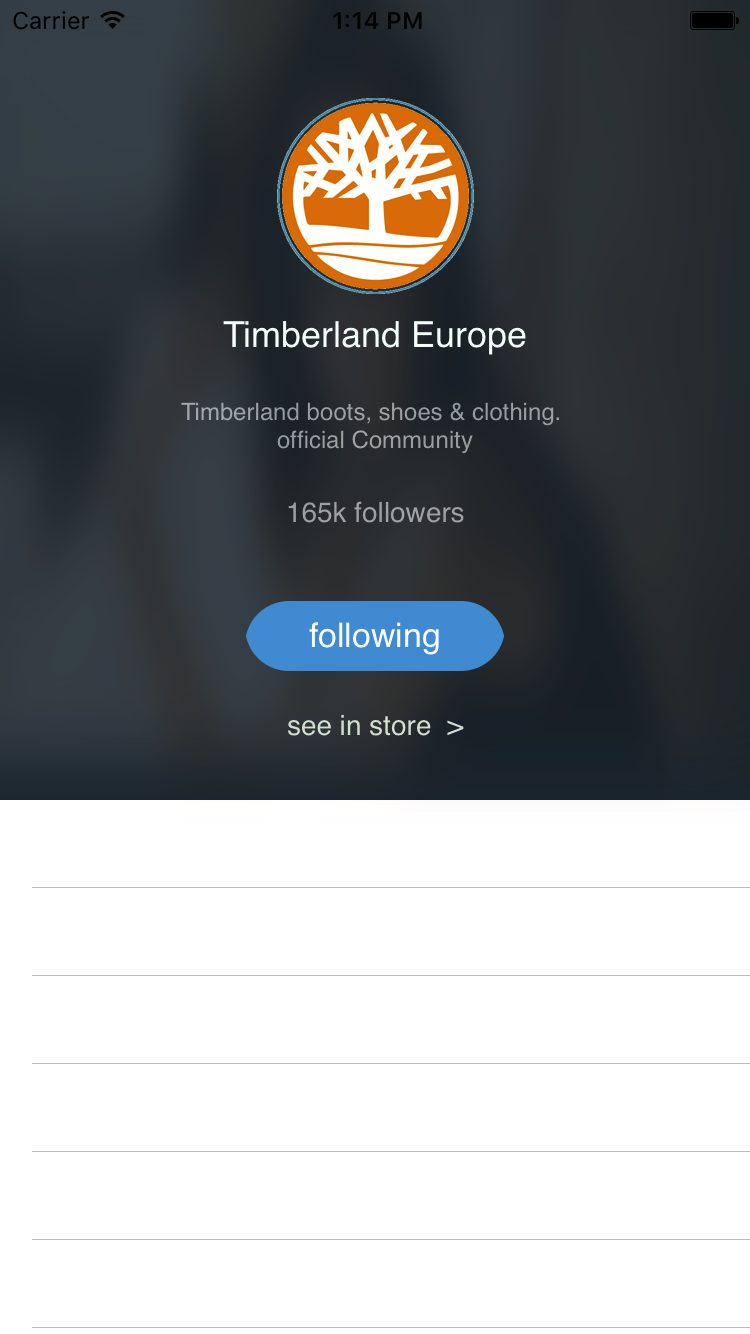 Carrier 1:14 PM
Timberland Europe
Timberland boots, shoes & clothing.
official Community
165k followers
following
see in store >